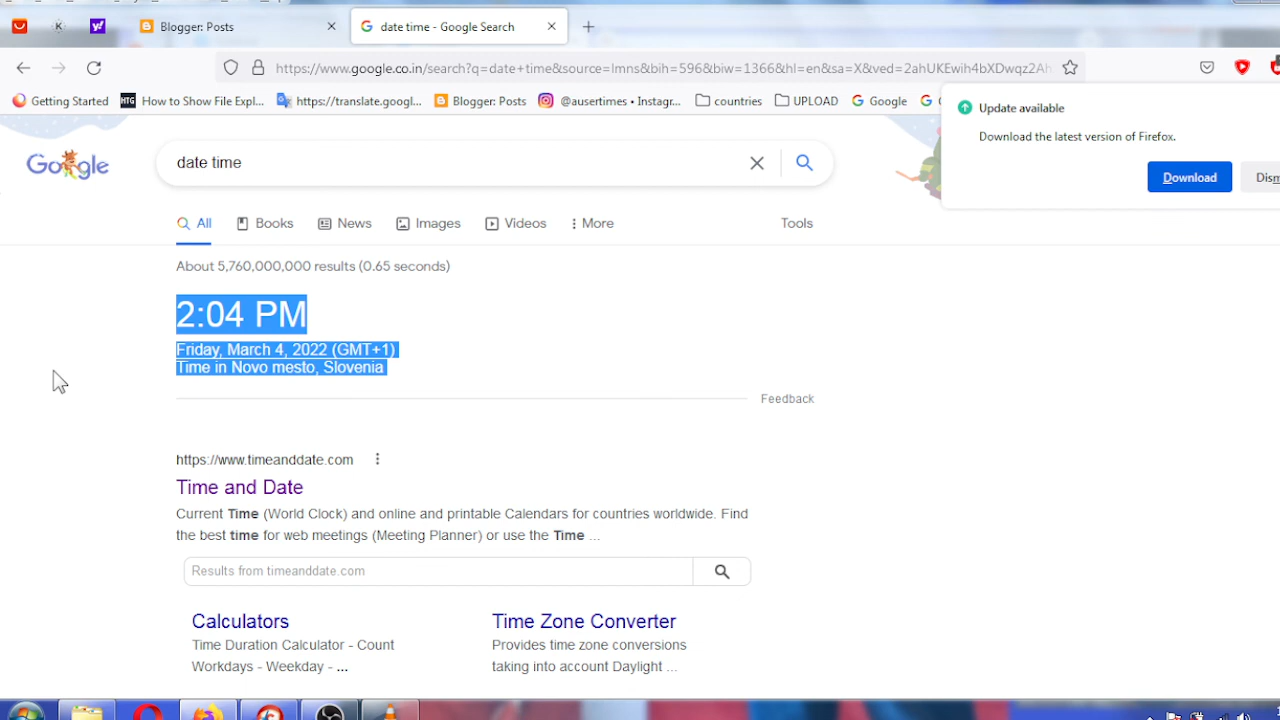 Blogger: Posts
date time - Google Search
https://www.google.co.in/search?q=date+time&source=lmns&bih=596&biw=1366&hl=en&sa=X&ved=2ahUKEwih4bXDwqz2Ah
Getting Started
HTG
How to Show File Expl...
https://translate.googl...
Blogger: Posts
@ausertimes • Instagr...
countries
UPLOAD
Google
Update available
Download the latest version of Firefox.
Download
Dism
Google
date time
All
Books
News
Images
Videos
More
Tools
About 5,760,000,000 results (0.65 seconds)
2:04 PM
Friday, March 4, 2022 (GMT+1)
Time in Novo mesto, Slovenia
Feedback
https://www.timeanddate.com
Time and Date
Current Time (World Clock) and online and printable Calendars for countries worldwide. Find
the best time for web meetings (Meeting Planner) or use the Time ...
Results from timeanddate.com
Calculators
Time Duration Calculator - Count
Workdays - Weekday - ...
Time Zone Converter
Provides time zone conversions
taking into account Daylight ...